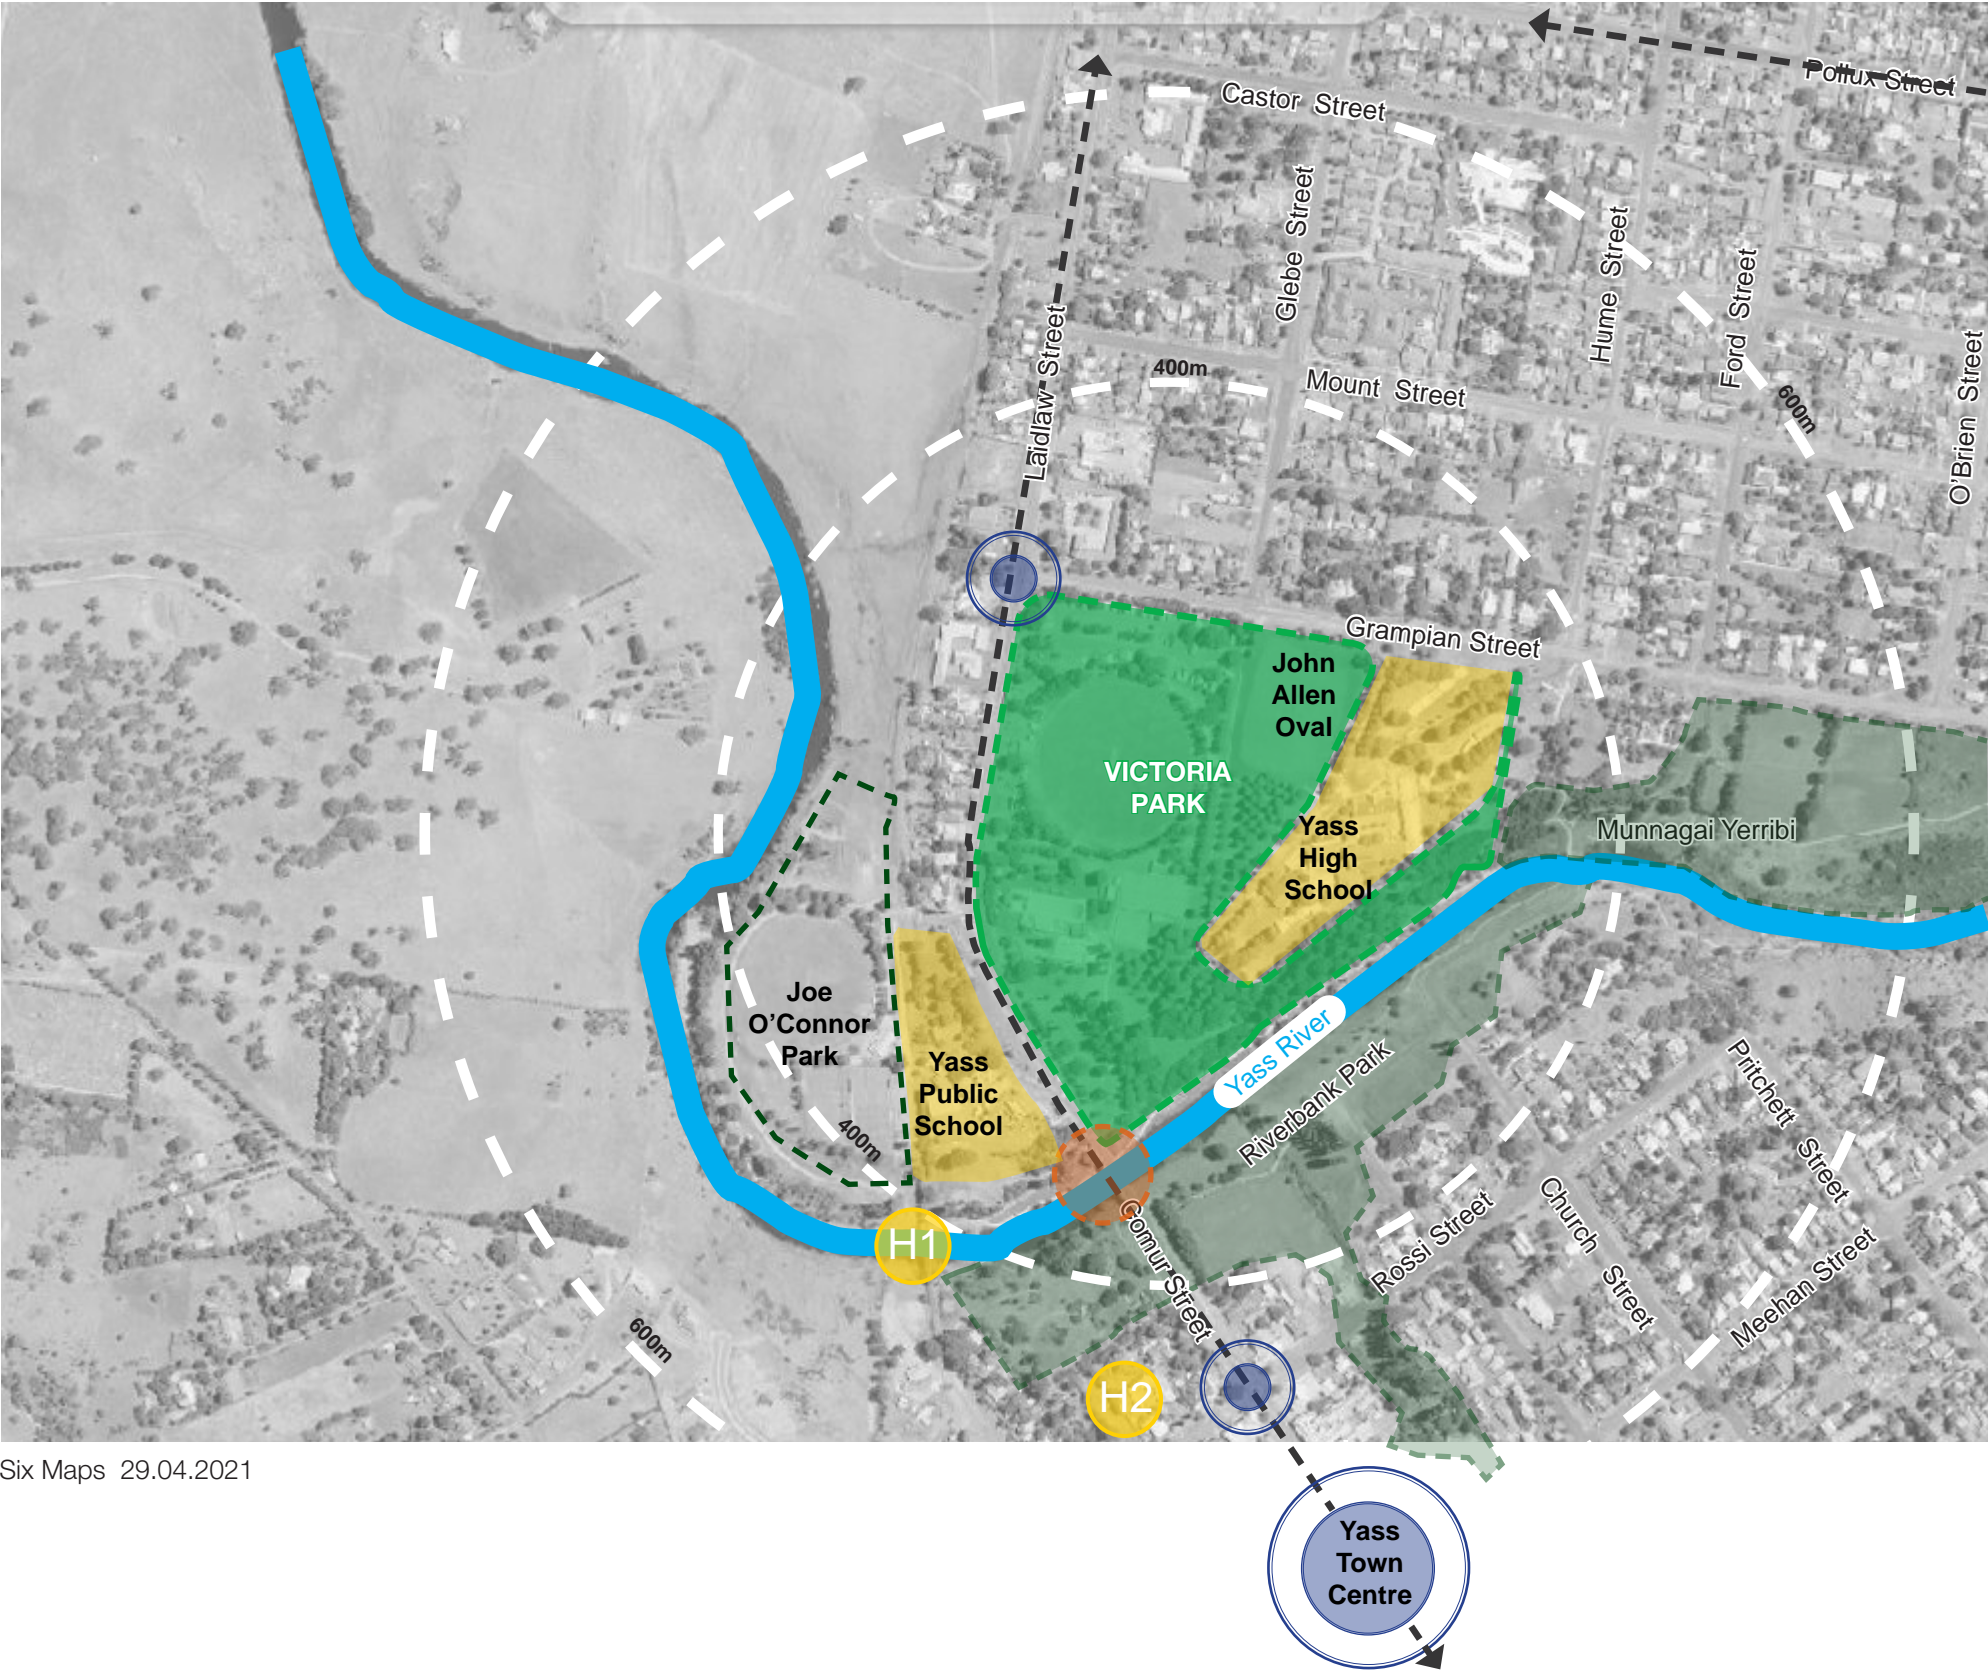 Pollux Street
Castor Street
Glebe Street
Hume Street
Ford Street
O'Brien Street
Laidlaw Street
400m
Mount Street
600m
Grampian Street
John
Allen
Oval
VICTORIA
PARK
Yass
High
School
Munnagai Yerribi
Joe
O'Connor
Park
Yass
Public
School
Yass River
Riverbank Park
Pritchett Street
400m
Comur Street
Rossi Street
Church Street
Meehan Street
H1
600m
H2
Six Maps 29.04.2021
Yass
Town
Centre